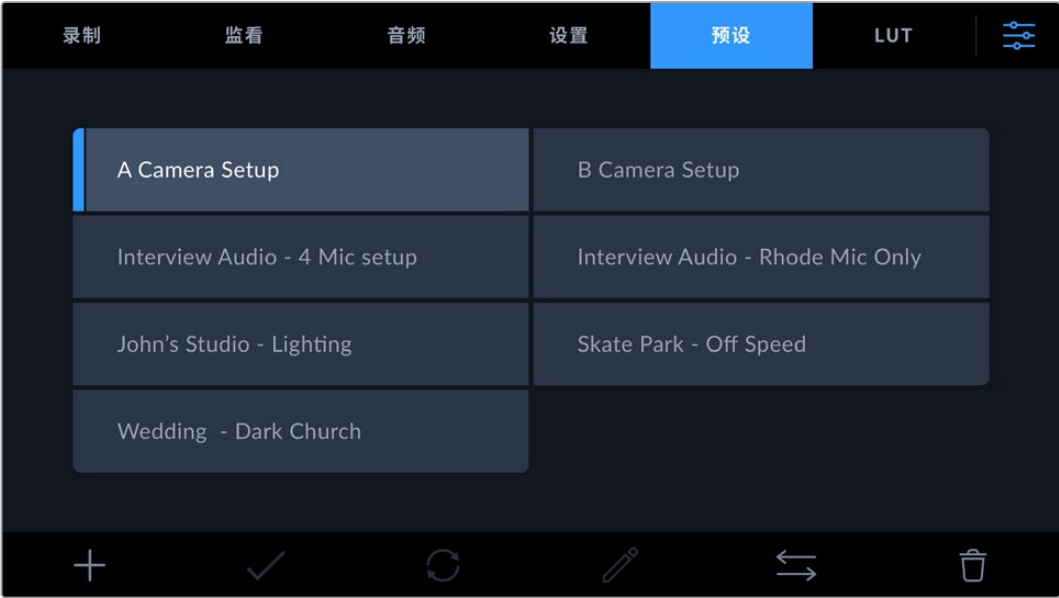 录制 监看 音频 设置 预设 LUT
A Camera Setup B Camera Setup
Interview Audio - 4 Mic setup Interview Audio - Rhode Mic Only
John’s Studio - Lighting Skate Park - Off Speed
Wedding - Dark Church